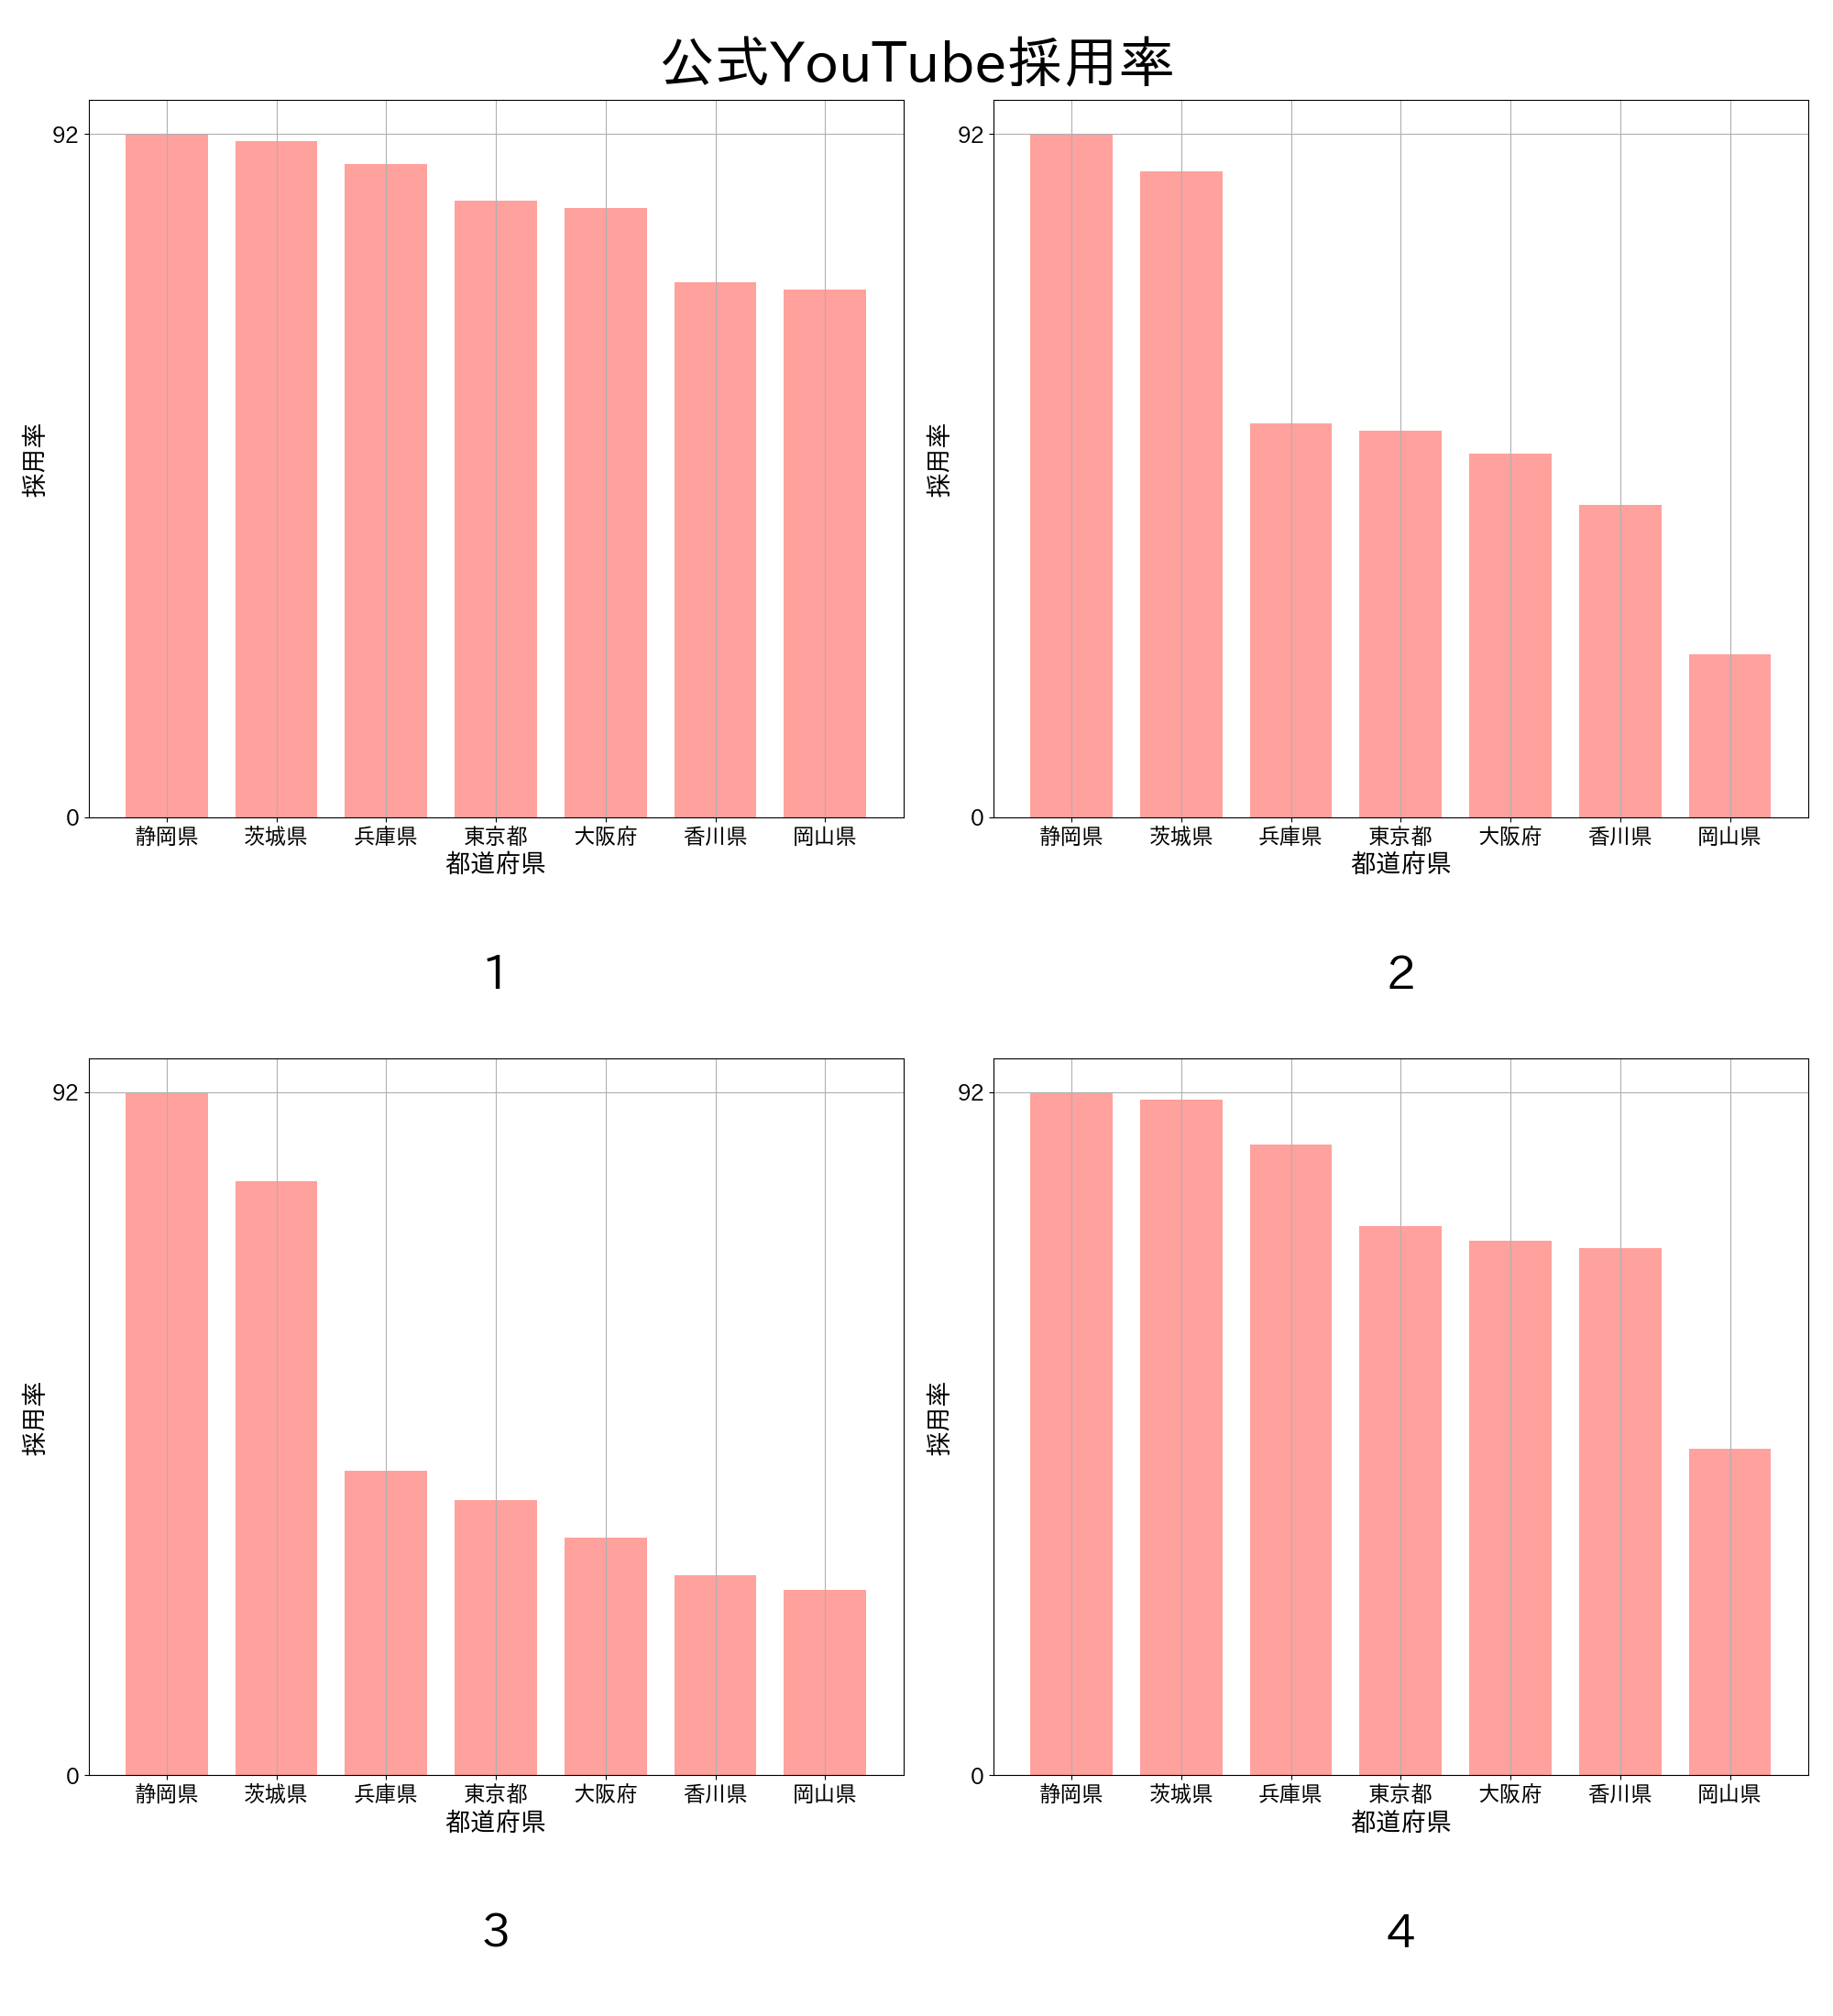 公式YouTube採用率
92
0
採用率
静岡県 茨城県 兵庫県 東京都 大阪府 香川県 岡山県
都道府県
1
92
0
採用率
静岡県 茨城県 兵庫県 東京都 大阪府 香川県 岡山県
都道府県
2
92
0
採用率
静岡県 茨城県 兵庫県 東京都 大阪府 香川県 岡山県
都道府県
3
92
0
採用率
静岡県 茨城県 兵庫県 東京都 大阪府 香川県 岡山県
都道府県
4